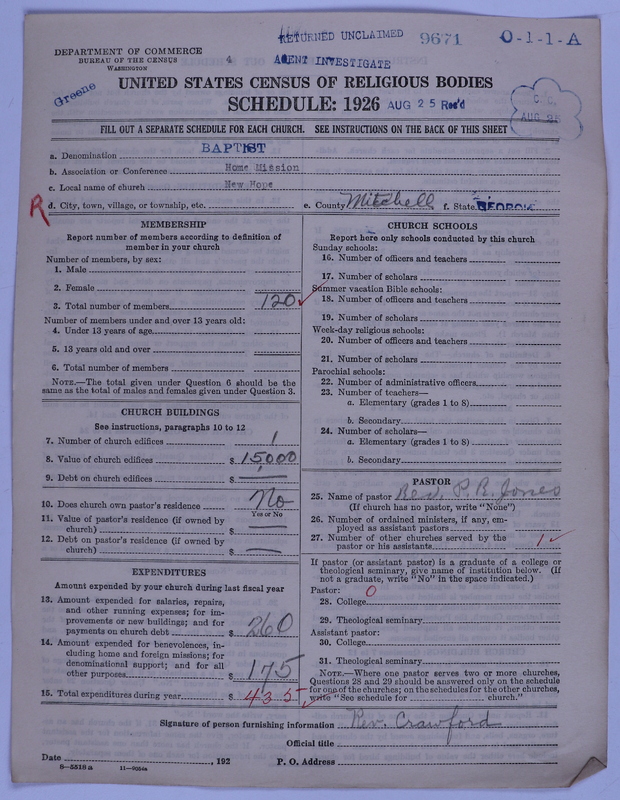 RETURNED UNCLAIMED 9671 O-1-1-A
DEPARTMENT OF COMMERCE
BUREAU OF THE CENSUS 4 AGENT INVESTIGATE
WASHINGTON
Greene
UNITED STATES CENSUS OF RELIGIOUS BODIES
SCHEDULE: 1926 AUG 25 Rec'd
C. C.
AUG 25
FILL OUT A SEPARATE SCHEDULE FOR EACH CHURCH. SEE INSTRUCTIONS ON THE BACK OF THIS SHEET
a. Denomination BAPTIST
b. Association or Conference Home Mission
c. Local name of church New Hope
R d. City, town, village, or township, etc. e. County Mitchell f. State GEORGIA
MEMBERSHIP
Report number of members according to definition of
member in your church
Number of members, by sex:
1. Male
2. Female
3. Total number of members 120
Number of members under and over 13 years old:
4. Under 13 years of age
5. 13 years old and over
6. Total number of members
NOTE.—The total given under Question 6 should be the
same as the total of males and females given under Question 3.
CHURCH BUILDINGS
See instructions, paragraphs 10 to 12
7. Number of church edifices 1
8. Value of church edifices $ 15000
9. Debt on church edifices $ —
10. Does church own pastor's residence No
Yes or No
11. Value of pastor's residence (if owned by
church) $ —
12. Debt on pastor's residence (if owned by
church) $ —
EXPENDITURES
Amount expended by your church during last fiscal year
13. Amount expended for salaries, repairs,
and other running expenses; for im-
provements or new buildings; and for
payments on church debt $ 260
14. Amount expended for benevolences, in-
cluding home and foreign missions; for
denominational support; and for all
other purposes $ 175
15. Total expenditures during year $ 435
CHURCH SCHOOLS
Report here only schools conducted by this church
Sunday schools:
16. Number of officers and teachers
17. Number of scholars
Summer vacation Bible schools:
18. Number of officers and teachers
19. Number of scholars
Week-day religious schools:
20. Number of officers and teachers
21. Number of scholars
Parochial schools:
22. Number of administrative officers
23. Number of teachers—
a. Elementary (grades 1 to 8)
b. Secondary
24. Number of scholars—
a. Elementary (grades 1 to 8)
b. Secondary
PASTOR
25. Name of pastor Rev. P. R. Jones
(If church has no pastor, write "None")
26. Number of ordained ministers, if any, em-
ployed as assistant pastors
27. Number of other churches served by the
pastor or his assistants 1
If pastor (or assistant pastor) is a graduate of a college or
theological seminary, give name of institution below. (If
not a graduate, write "No" in the space indicated.)
Pastor: 0
28. College
29. Theological seminary
Assistant pastor:
30. College
31. Theological seminary
NOTE.—Where one pastor serves two or more churches,
Questions 28 and 29 should be answered only on the schedule
for one of the churches; on the schedules for the other churches,
write "See schedule for church."
Signature of person furnishing information Rev. Crawford
Official title
Date , 192 P. O. Address
8—5518 a